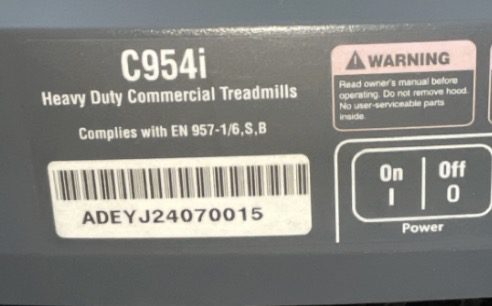 C954i
Heavy Duty Commercial Treadmills
Complies with EN 957-1/6,S,B
ADEYJ24070015
WARNING
Read owner's manual before
operating. Do not remove hood.
No user-serviceable parts
inside.
On Off
I O
Power